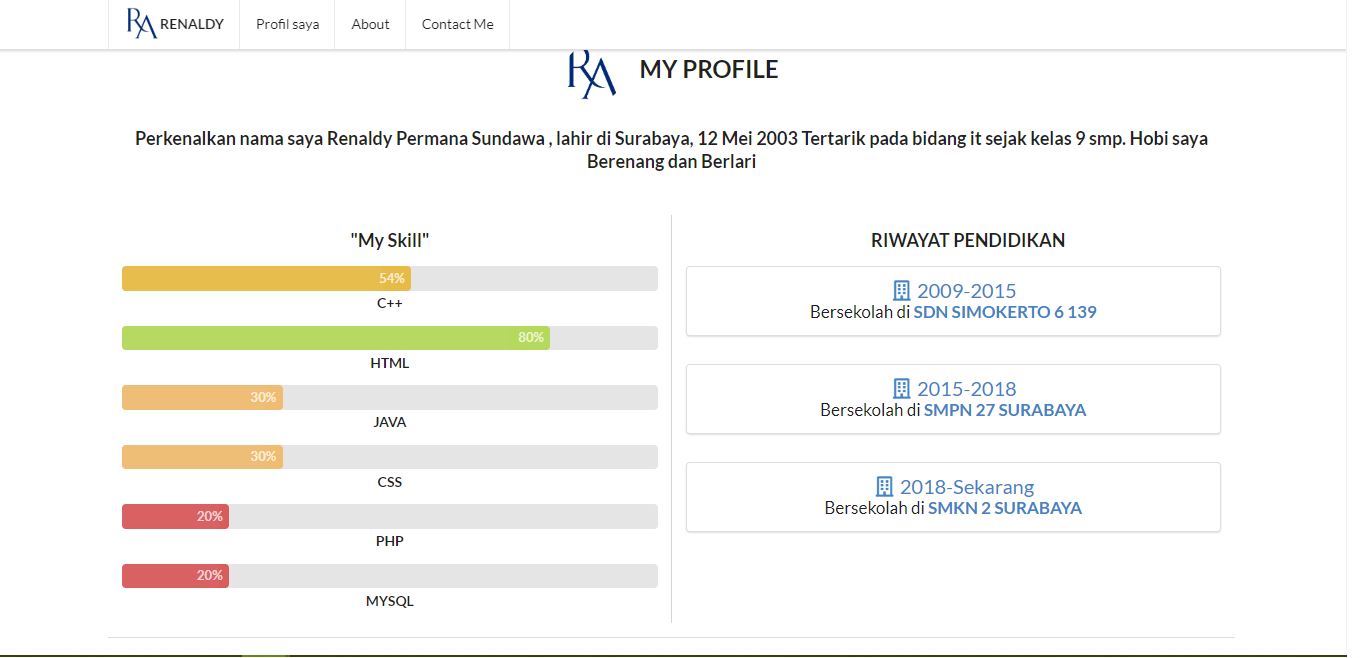 RA RENALDY Profil saya About Contact Me
RA MY PROFILE
Perkenalkan nama saya Renaldy Permana Sundawa , lahir di Surabaya, 12 Mei 2003 Tertarik pada bidang it sejak kelas 9 smp. Hobi saya
Berenang dan Berlari
"My Skill"
54%
C++
80%
HTML
30%
JAVA
30%
CSS
20%
PHP
20%
MYSQL
RIWAYAT PENDIDIKAN
2009-2015
Bersekolah di SDN SIMOKERTO 6 139
2015-2018
Bersekolah di SMPN 27 SURABAYA
2018-Sekarang
Bersekolah di SMKN 2 SURABAYA